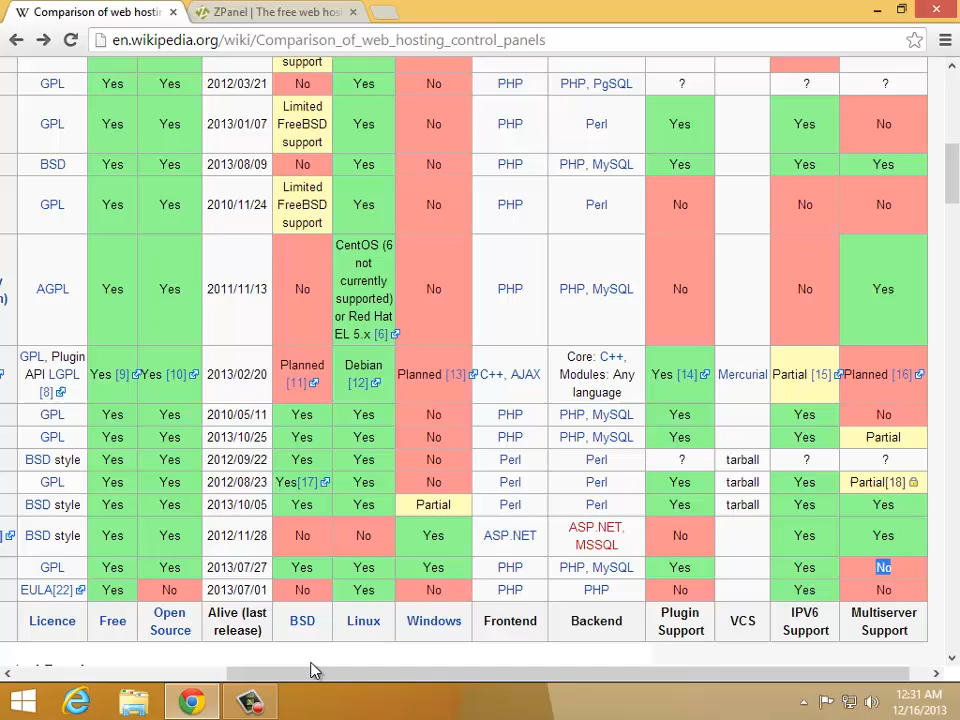 Comparison of web hosti
ZPanel | The free web hos
en.wikipedia.org/wiki/Comparison_of_web_hosting_control_panels
support
GPL Yes Yes 2012/03/21 No Yes No PHP PHP, PgSQL ? ? ?
GPL Yes Yes 2013/01/07 Limited FreeBSD support Yes No PHP Perl Yes Yes No
BSD Yes Yes 2013/08/09 No Yes No PHP PHP, MySQL Yes Yes Yes
GPL Yes Yes 2010/11/24 Limited FreeBSD support Yes No PHP Perl No No No
n) AGPL Yes Yes 2011/11/13 No CentOS (6 not currently supported) or Red Hat EL 5.x [6] No PHP PHP, MySQL No No Yes
GPL, Plugin API LGPL [8] Yes [9] Yes [10] 2013/02/20 Planned [11] Debian [12] Planned [13] C++, AJAX Core: C++, Modules: Any language Yes [14] Mercurial Partial [15] Planned [16]
GPL Yes Yes 2010/05/11 Yes Yes No PHP PHP, MySQL Yes Yes No
GPL Yes Yes 2013/10/25 Yes Yes No PHP PHP, MySQL Yes Yes Partial
BSD style Yes Yes 2012/09/22 Yes Yes No Perl Perl ? tarball ? ?
GPL Yes Yes 2012/08/23 Yes[17] Yes No Perl Perl Yes tarball Yes Partial[18]
BSD style Yes Yes 2013/10/05 Yes Yes Partial Perl Perl Yes tarball Yes Yes
] BSD style Yes Yes 2012/11/28 No No Yes ASP.NET ASP.NET, MSSQL No Yes Yes
GPL Yes Yes 2013/07/27 Yes Yes Yes PHP PHP, MySQL Yes Yes No
EULA[22] Yes No 2013/07/01 No Yes No PHP PHP No Yes No
Licence Free Open Source Alive (last release) BSD Linux Windows Frontend Backend Plugin Support VCS IPV6 Support Multiserver Support
12:31 AM
12/16/2013